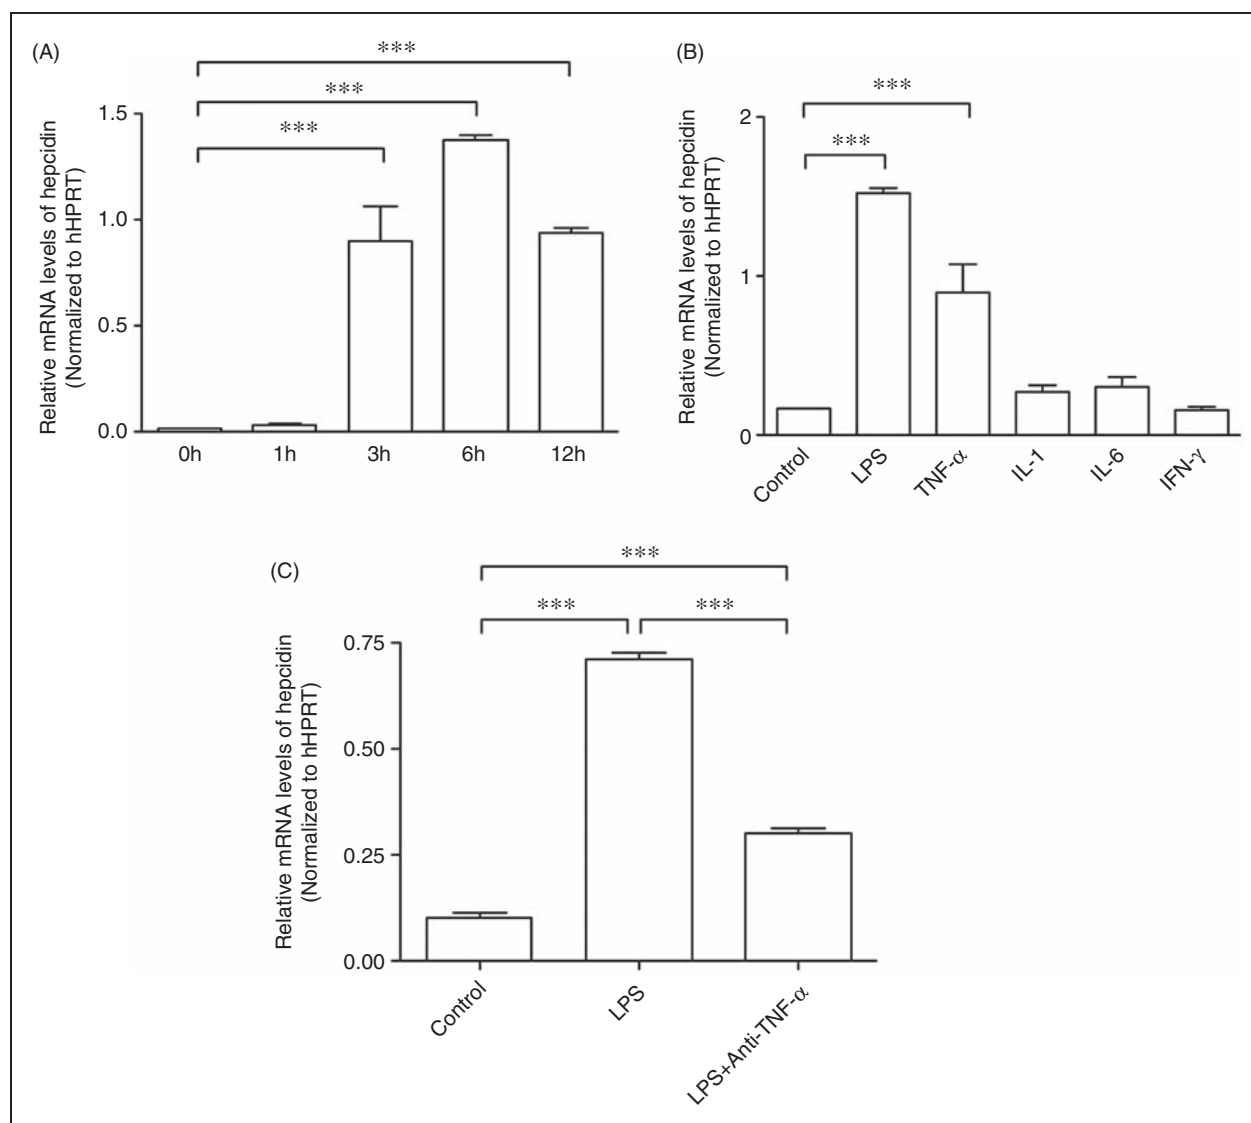 (A)
***
***
***
Relative mRNA levels of hepcidin
(Normalized to hHPRT)
1.5
1.0
0.5
0.0
0h 1h 3h 6h 12h
(B)
***
***
Relative mRNA levels of hepcidin
(Normalized to hHPRT)
2
1
0
Control LPS TNF-α IL-1 IL-6 IFN-γ
(C)
***
*** ***
Relative mRNA levels of hepcidin
(Normalized to hHPRT)
0.75
0.50
0.25
0.00
Control LPS LPS+Anti-TNF-α